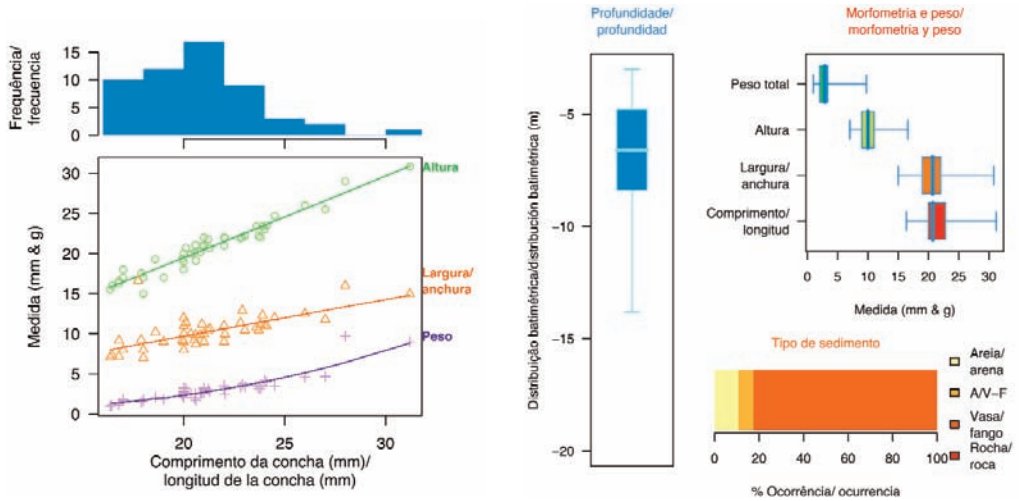 Frequência/
frecuencia
15
10
5
0
Medida (mm & g)
30
25
20
15
10
5
0
Altura
Largura/
anchura
Peso
20
25
30
Comprimento da concha (mm)/
longitud de la concha (mm)
Profundidade/
profundidad
Distribuição batimétrica/distribución batimétrica (m)
−5
−10
−15
−20
Morfometria e peso/
morfometría y peso
Peso total
Altura
Largura/
anchura
Comprimento/
longitud
0 5 10 15 20 25 30
Medida (mm & g)
Tipo de sedimento
0 20 40 60 80 100
% Ocorrência/ ocurrencia
Areia/
arena
A/V−F
Vasa/
fango
Rocha/
roca